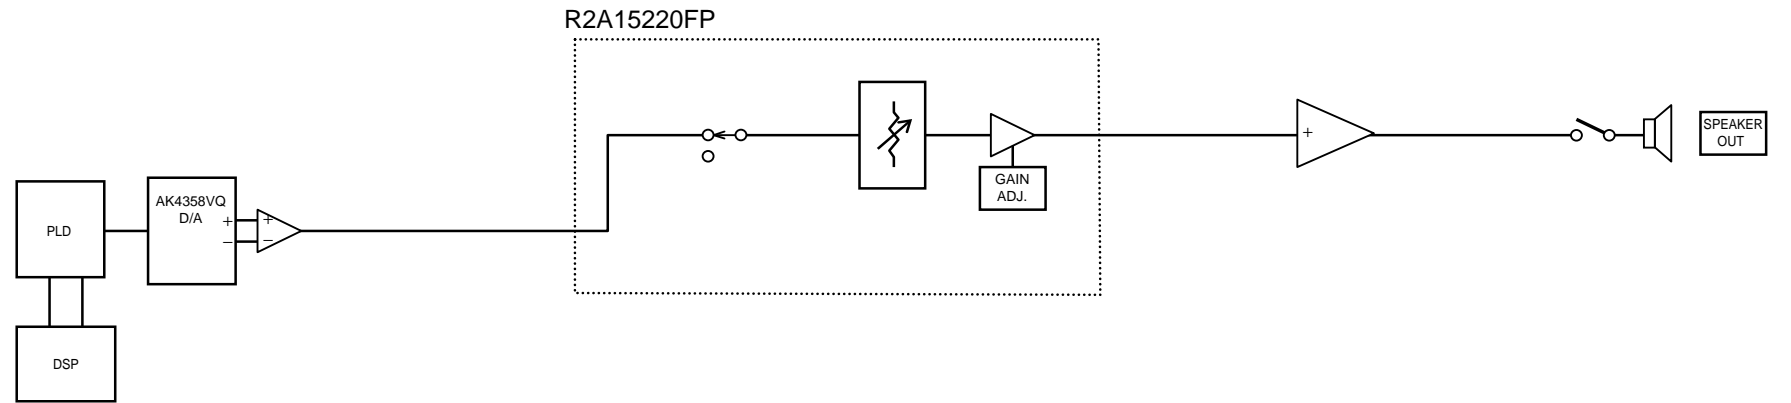 R2A15220FP
GAIN
ADJ.
+
SPEAKER
OUT
PLD
AK4358VQ
D/A
+ +
− −
DSP